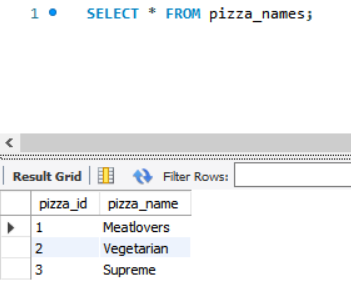 1 SELECT * FROM pizza_names;
Result Grid Filter Rows:
pizza_id pizza_name
1 Meatlovers
2 Vegetarian
3 Supreme